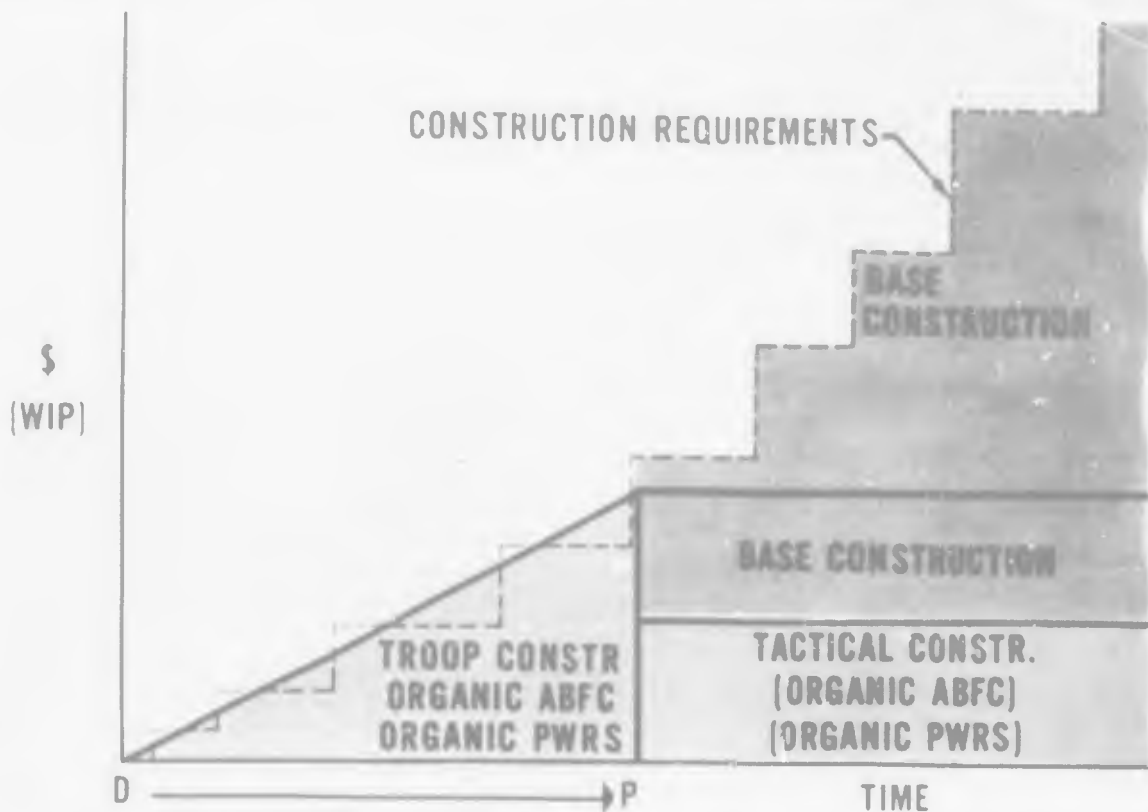 CONSTRUCTION REQUIREMENTS
BASE
CONSTRUCTION
$
(WIP)
BASE CONSTRUCTION
TROOP CONSTR
ORGANIC ABFC
ORGANIC PWRS
TACTICAL CONSTR.
(ORGANIC ABFC)
(ORGANIC PWRS)
D
P
TIME